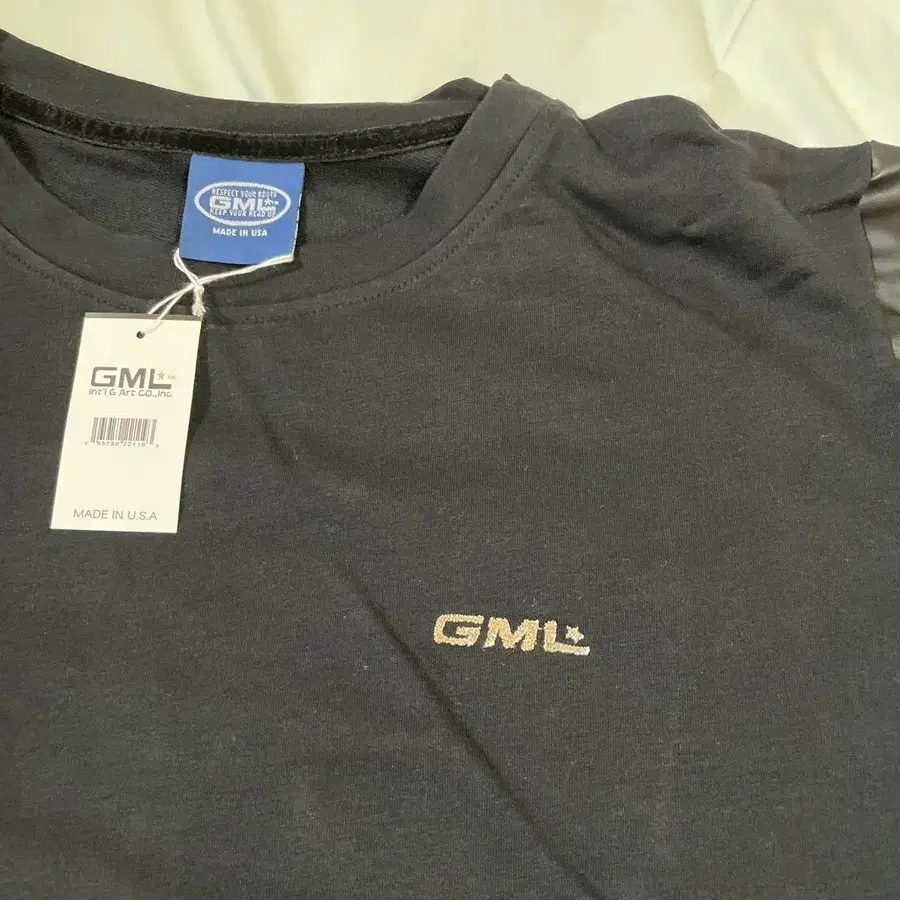 RESPECT YOUR ROOTS
GML
KEEP YOUR HEAD UP
MADE IN USA
GML
Int'l G Art CO.,Inc
MADE IN U.S.A
GML